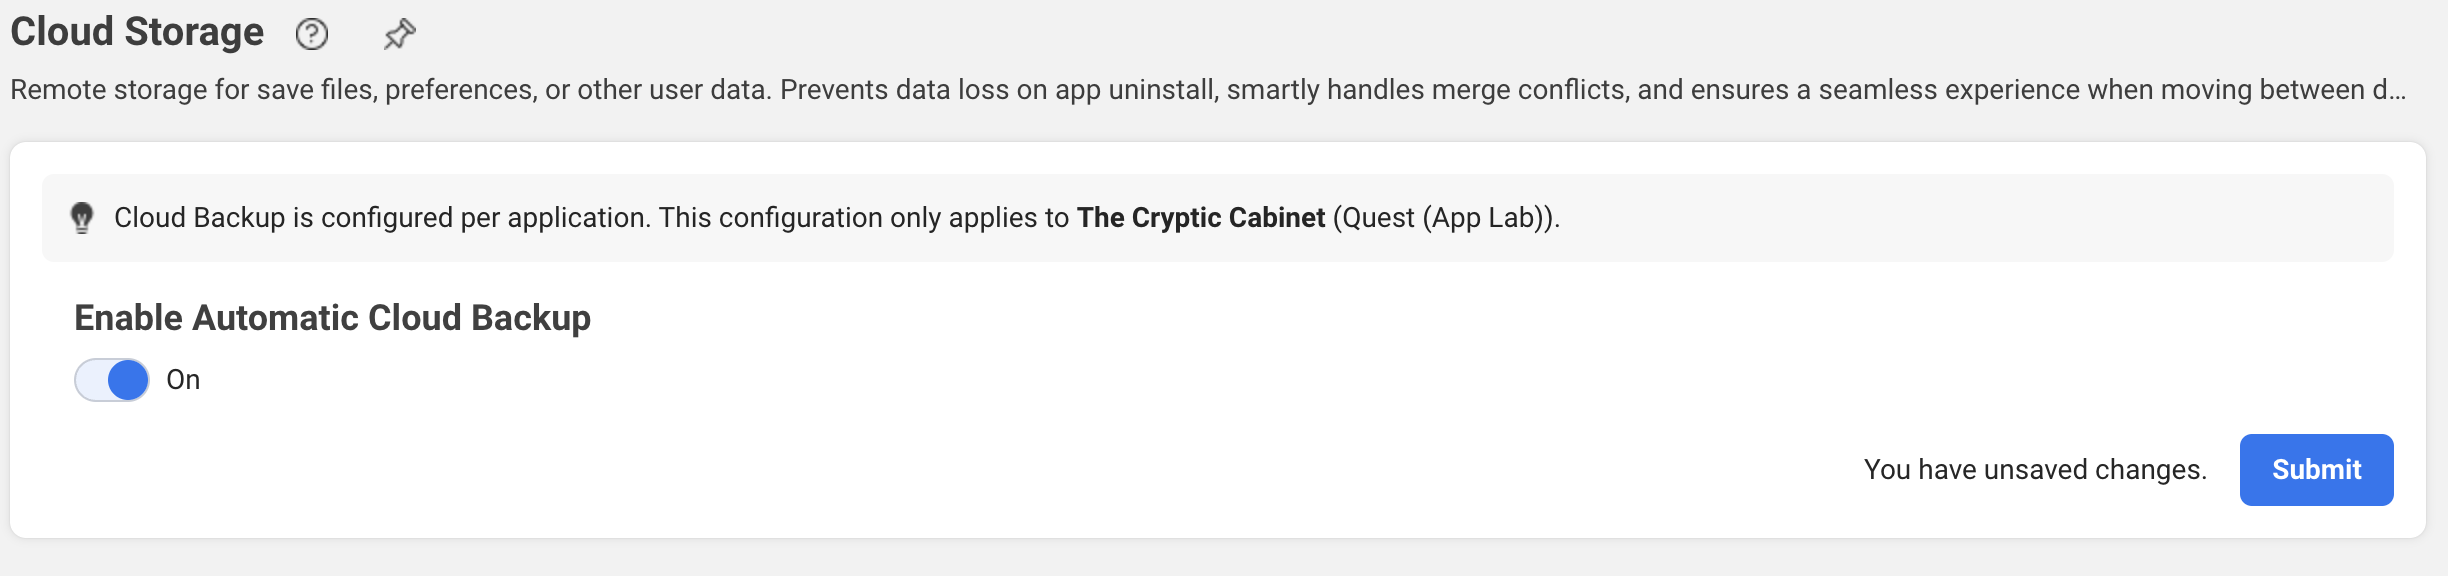 Cloud Storage
Remote storage for save files, preferences, or other user data. Prevents data loss on app uninstall, smartly handles merge conflicts, and ensures a seamless experience when moving between d...
Cloud Backup is configured per application. This configuration only applies to The Cryptic Cabinet (Quest (App Lab)).
Enable Automatic Cloud Backup
On
You have unsaved changes.
Submit